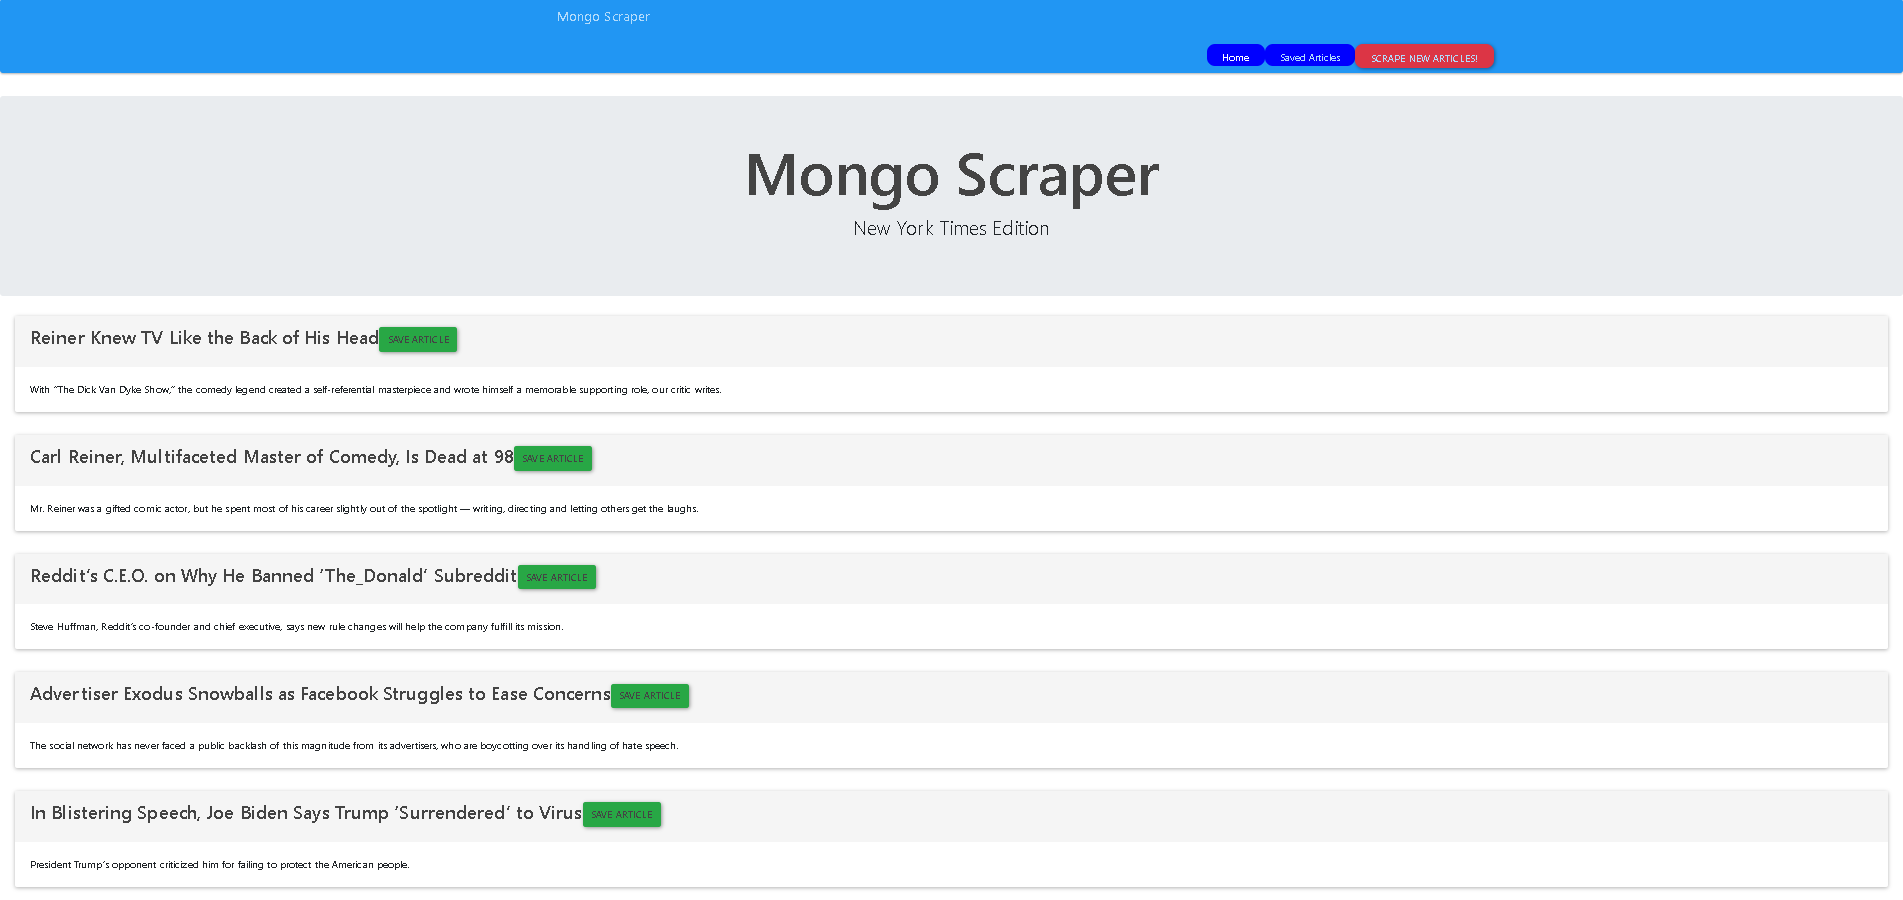 Mongo Scraper
Home Saved Articles SCRAPE NEW ARTICLES!
Mongo Scraper
New York Times Edition
Reiner Knew TV Like the Back of His Head SAVE ARTICLE
With “The Dick Van Dyke Show,” the comedy legend created a self-referential masterpiece and wrote himself a memorable supporting role, our critic writes.
Carl Reiner, Multifaceted Master of Comedy, Is Dead at 98 SAVE ARTICLE
Mr. Reiner was a gifted comic actor, but he spent most of his career slightly out of the spotlight — writing, directing and letting others get the laughs.
Reddit’s C.E.O. on Why He Banned ‘The_Donald’ Subreddit SAVE ARTICLE
Steve Huffman, Reddit’s co-founder and chief executive, says new rule changes will help the company fulfill its mission.
Advertiser Exodus Snowballs as Facebook Struggles to Ease Concerns SAVE ARTICLE
The social network has never faced a public backlash of this magnitude from its advertisers, who are boycotting over its handling of hate speech.
In Blistering Speech, Joe Biden Says Trump ‘Surrendered’ to Virus SAVE ARTICLE
President Trump’s opponent criticized him for failing to protect the American people.